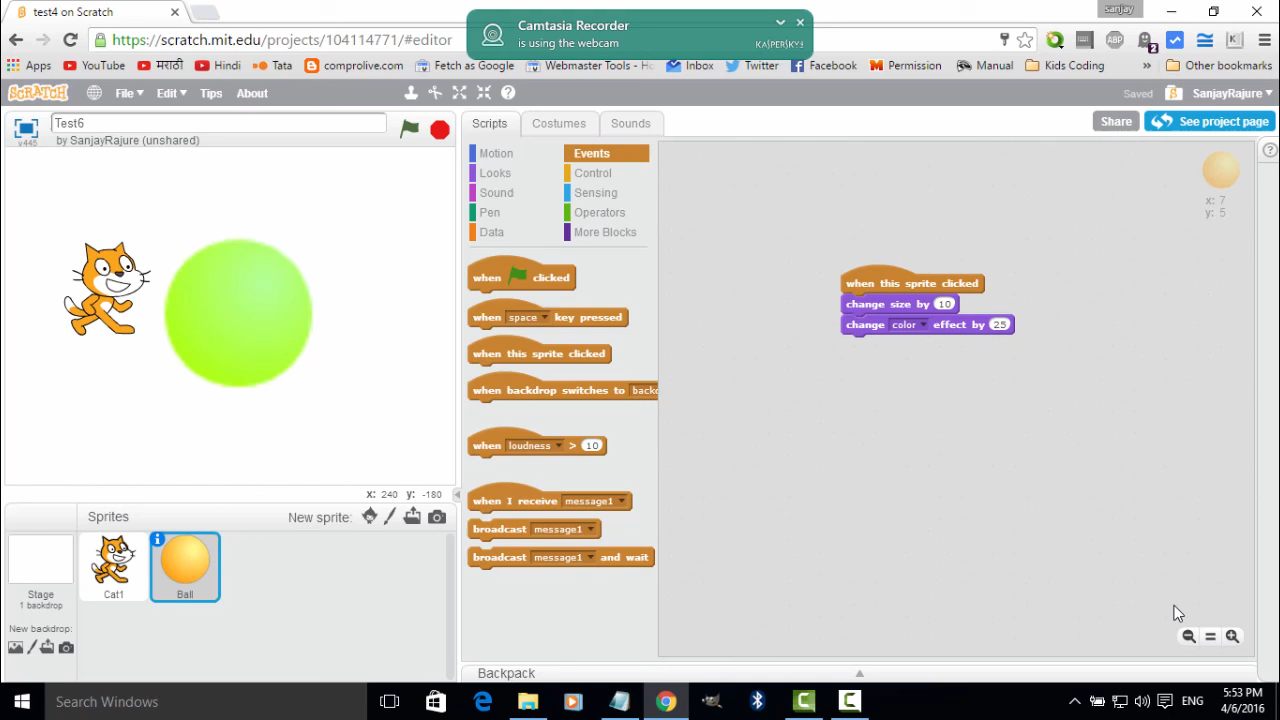 test4 on Scratch
sanjay
Camtasia Recorder
is using the webcam
KASPERSKY
https://scratch.mit.edu/projects/104114771/#editor
ABP
2
Apps
YouTube
मराठी
Hindi
Tata
comprolive.com
Fetch as Google
Webmaster Tools - Ho
Inbox
Twitter
Facebook
Permission
Manual
Kids Coding
Other bookmarks
SCRATCH
File
Edit
Tips
About
Saved
SanjayRajure
v445
Test6
by SanjayRajure (unshared)
Scripts
Costumes
Sounds
Share
See project page
Motion
Events
Looks
Control
Sound
Sensing
Pen
Operators
Data
More Blocks
x: 7
y: 5
when clicked
when space key pressed
when this sprite clicked
when backdrop switches to
when loudness > 10
when I receive message1
broadcast message1
broadcast message1 and wait
when this sprite clicked
change size by 10
change color effect by 25
x: 240 y: -180
Sprites
New sprite:
Stage
1 backdrop
New backdrop:
Cat1
Ball
Backpack
Search Windows
ENG
5:53 PM
4/6/2016